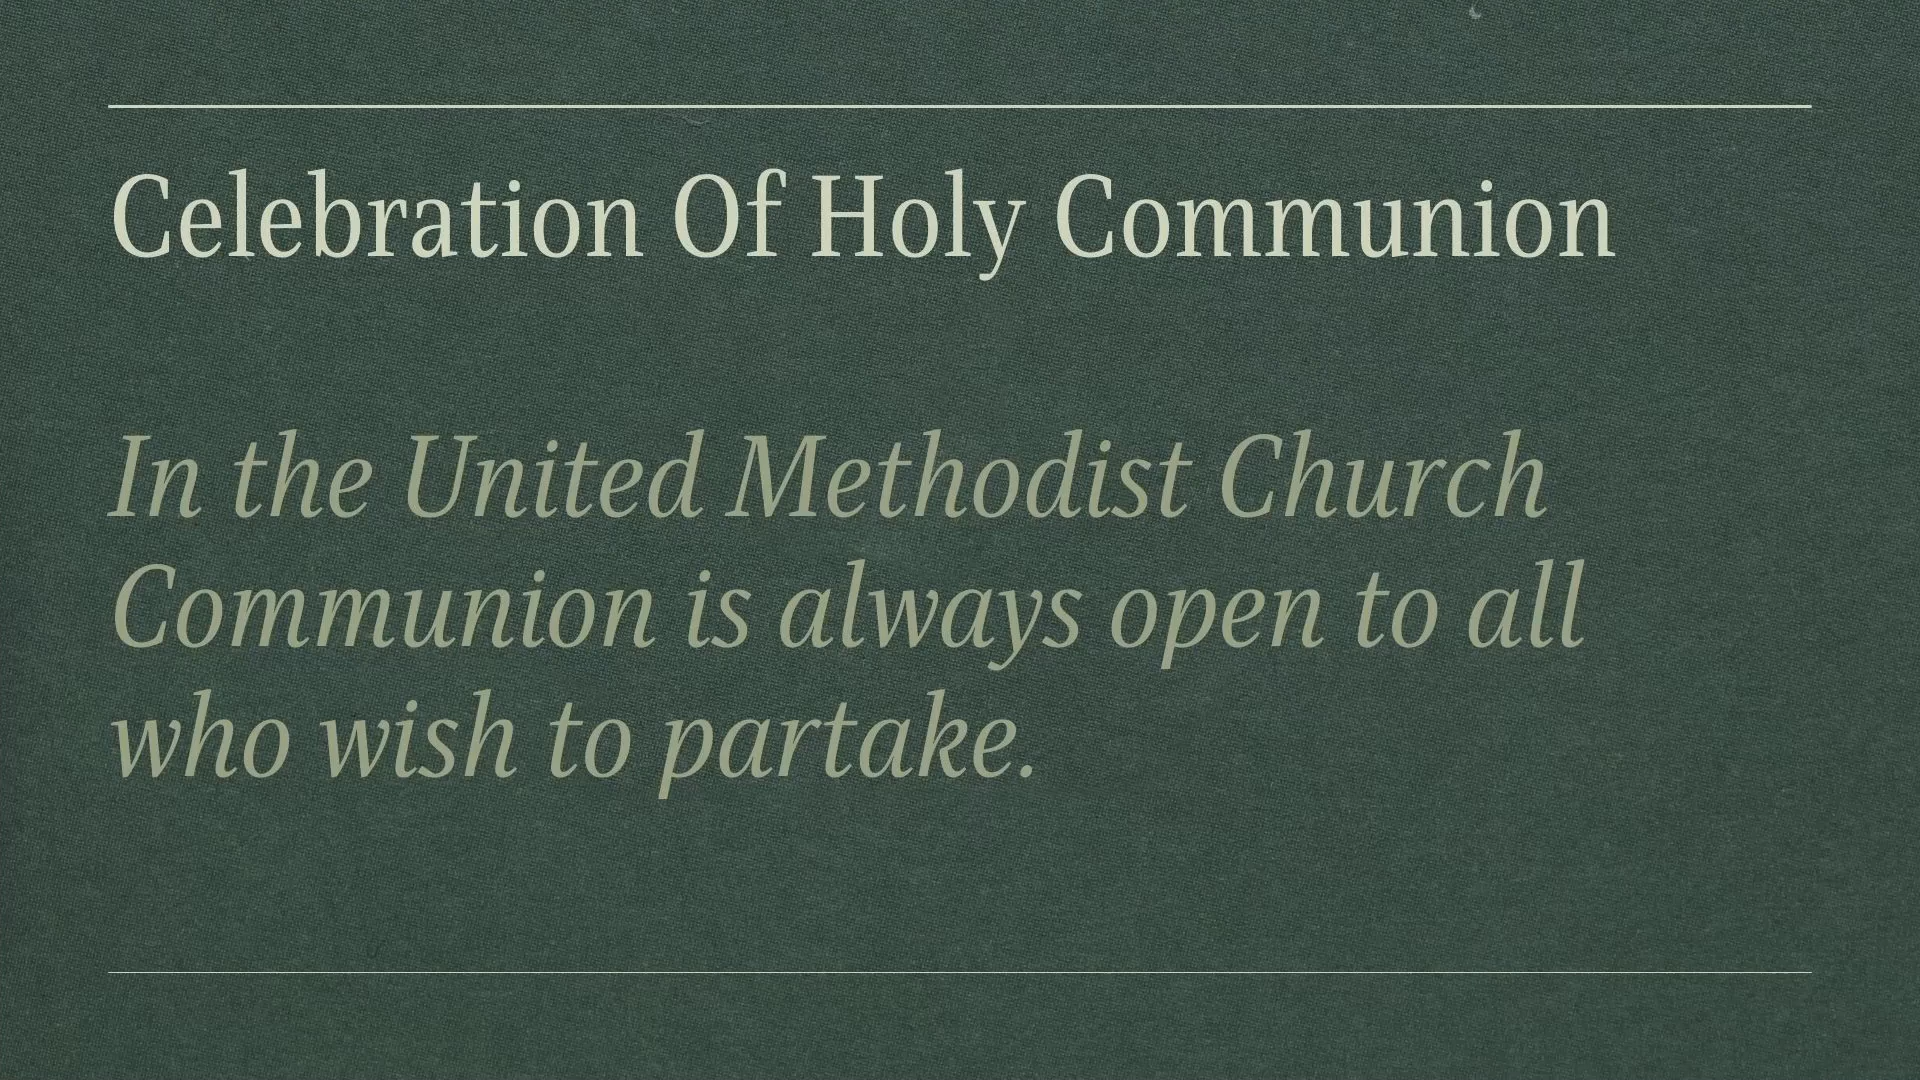 Celebration Of Holy Communion
In the United Methodist Church
Communion is always open to all
who wish to partake.